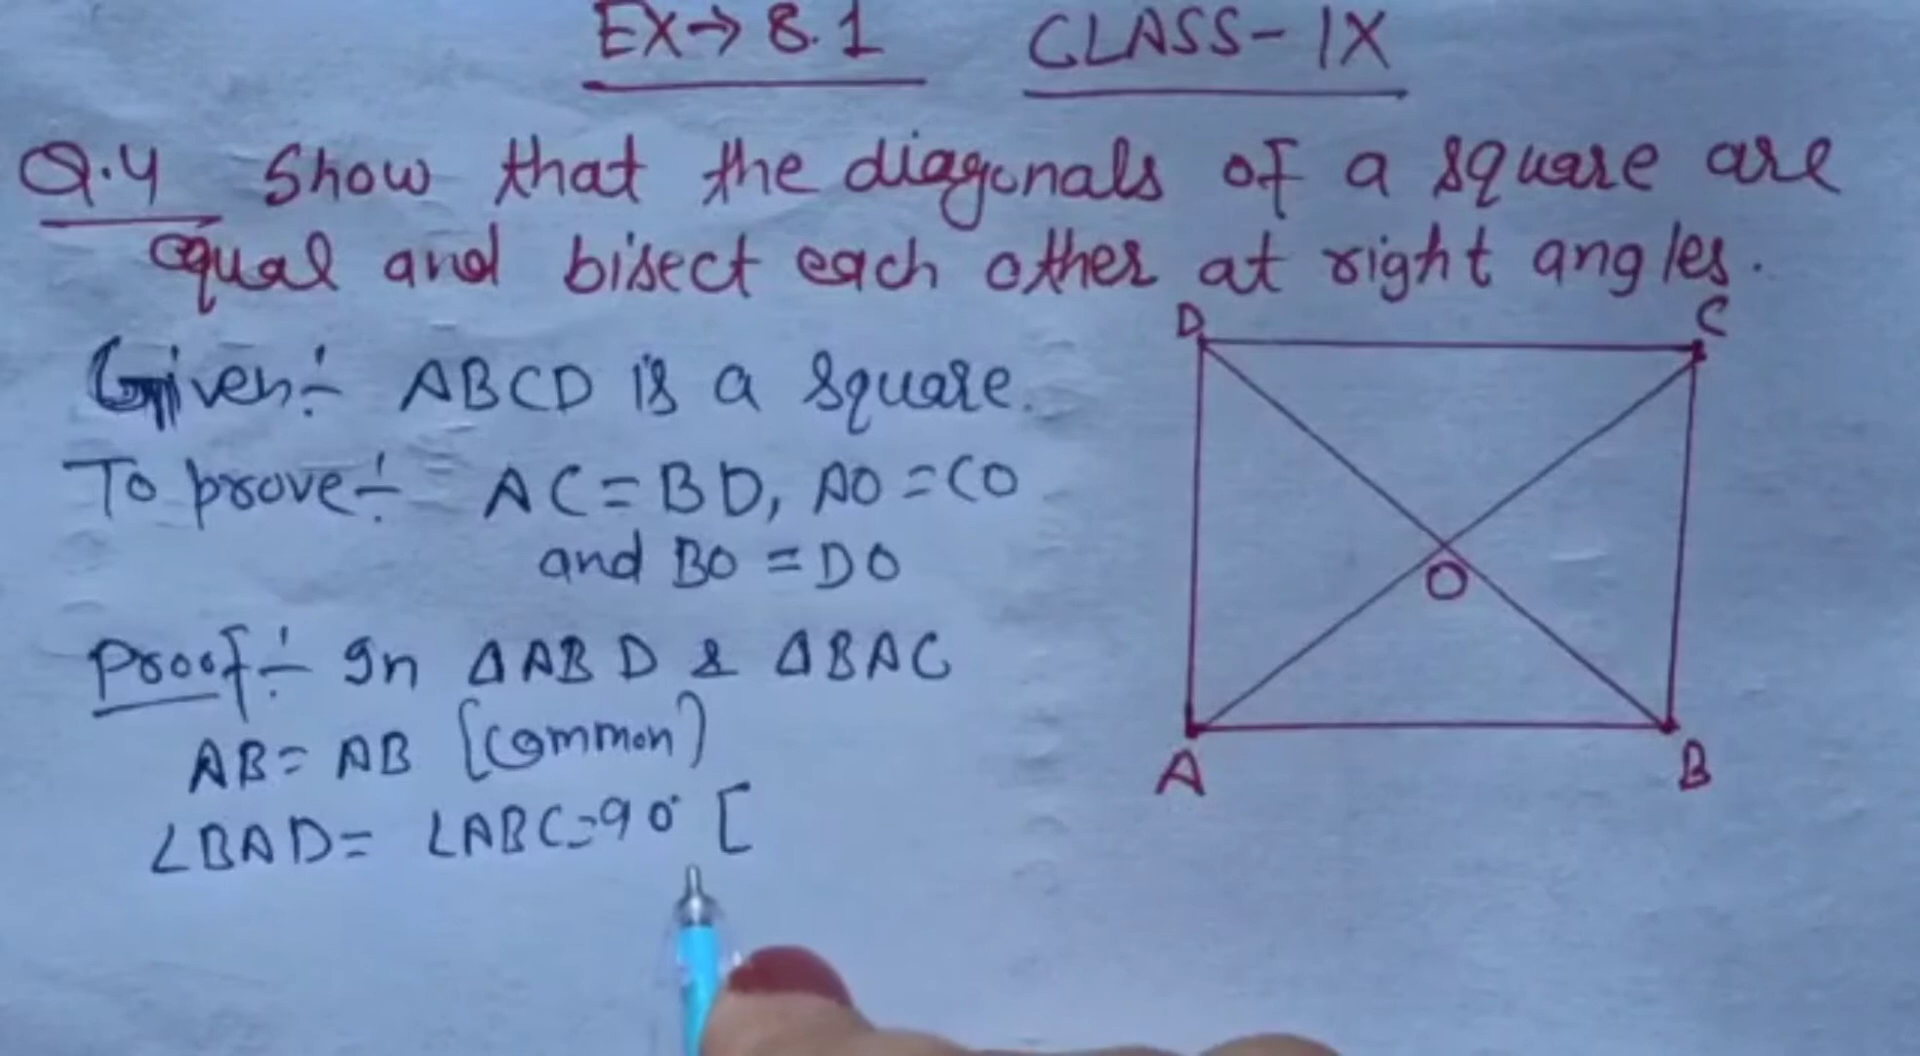 EX→8.1 CLASS-IX
Q.4 Show that the diagonals of a square are
equal and bisect each other at right angles.
Given:- ABCD is a square.
To prove:- AC=BD, AO=CO
and BO=DO
Proof:- In ΔABD & ΔBAC
AB=AB [Common)
∠BAD= ∠ABC=90° [
D C
O
A B